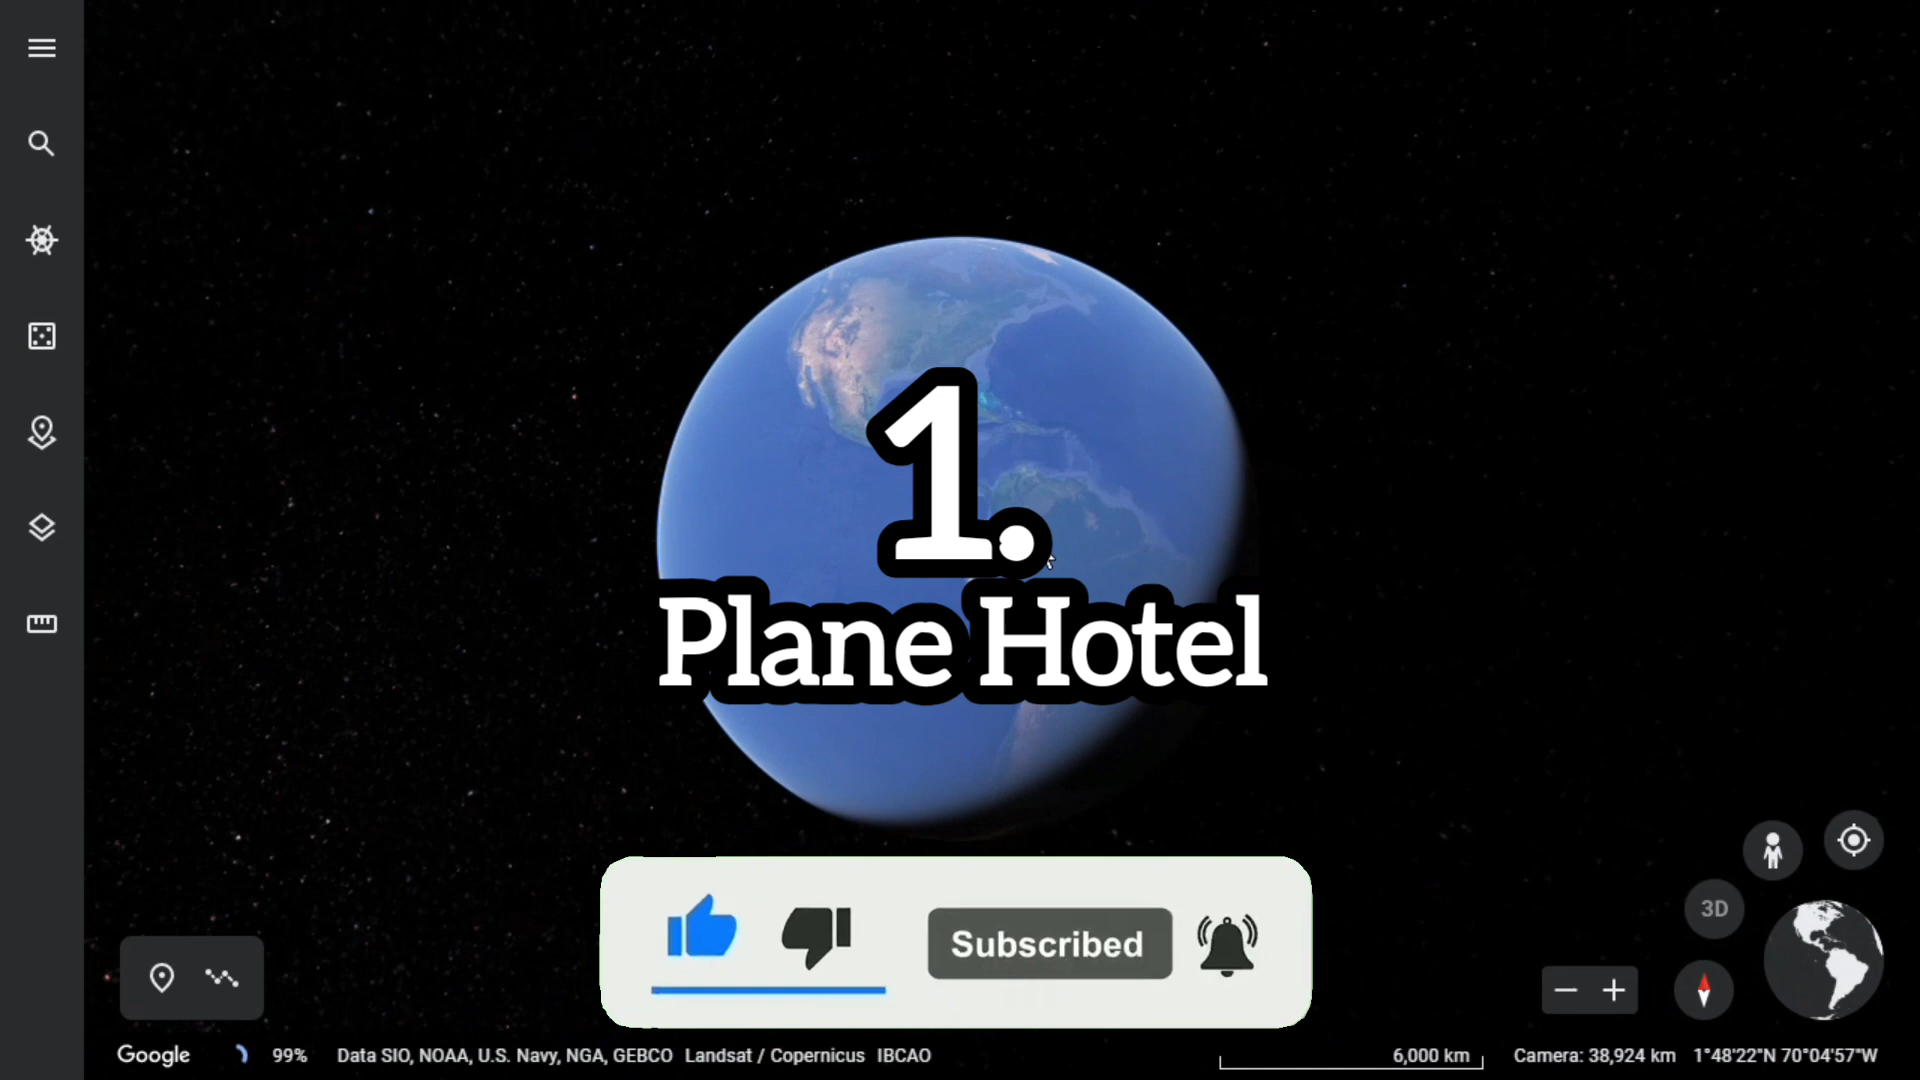 1.
Plane Hotel
Subscribed
3D
Google 99% Data SIO, NOAA, U.S. Navy, NGA, GEBCO Landsat / Copernicus IBCAO 6,000 km Camera: 38,924 km 1°48'22"N 70°04'57"W